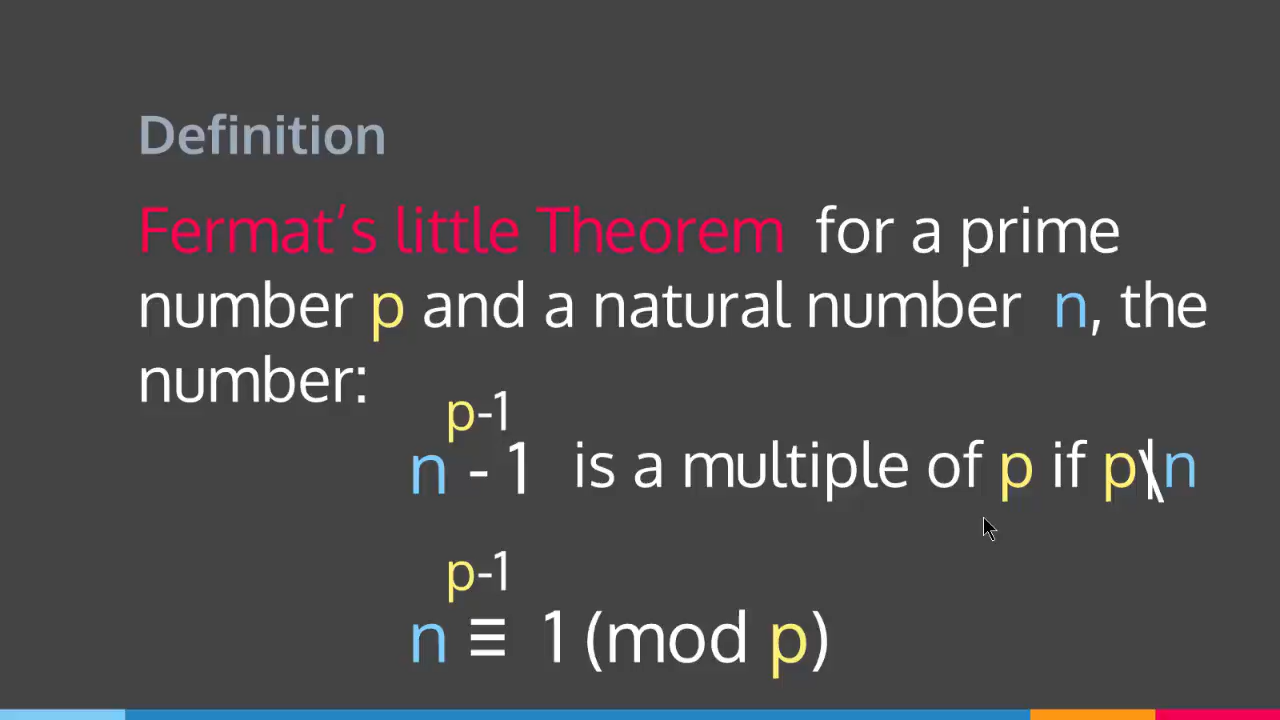 Definition
Fermat's little Theorem for a prime
number p and a natural number n, the
number:
n^(p-1) - 1 is a multiple of p if p∤n
n^(p-1) ≡ 1 (mod p)